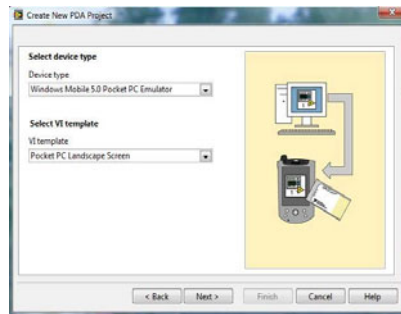 Create New PDA Project
Select device type
Device type
Windows Mobile 5.0 Pocket PC Emulator
Select VI template
VI template
Pocket PC Landscape Screen
< Back Next > Finish Cancel Help